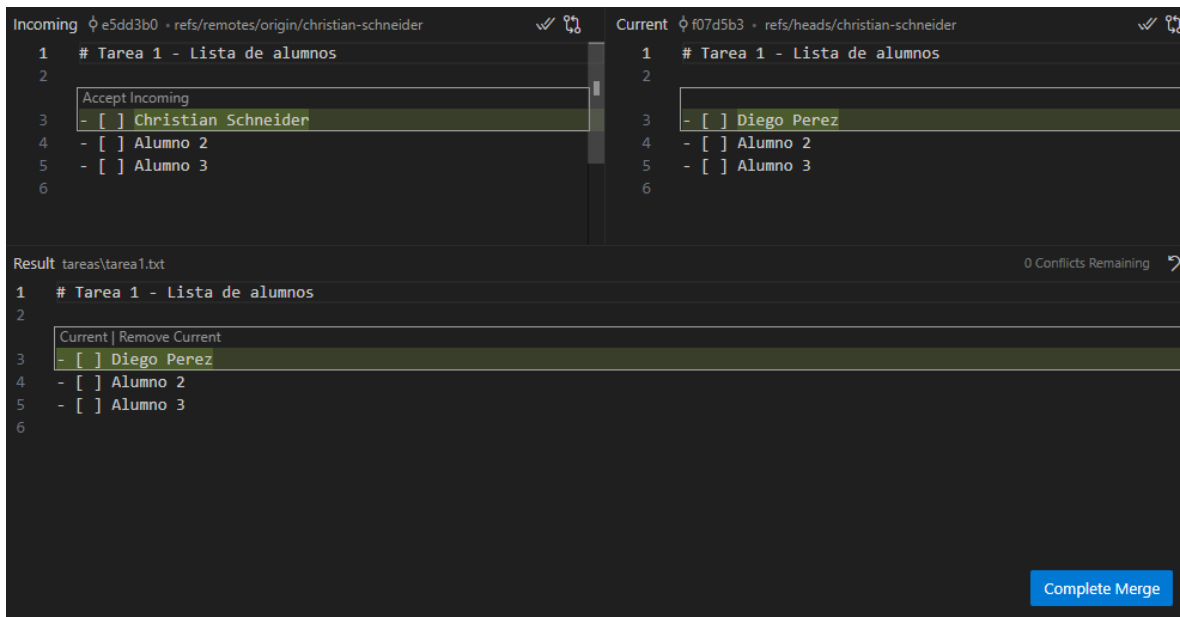 Incoming e5dd3b0 • refs/remotes/origin/christian-schneider
1 # Tarea 1 - Lista de alumnos
2
Accept Incoming
3 - [ ] Christian Schneider
4 - [ ] Alumno 2
5 - [ ] Alumno 3
6
Current f07d5b3 • refs/heads/christian-schneider
1 # Tarea 1 - Lista de alumnos
2
3 - [ ] Diego Perez
4 - [ ] Alumno 2
5 - [ ] Alumno 3
6
Result tareas\tarea1.txt 0 Conflicts Remaining
1 # Tarea 1 - Lista de alumnos
2
Current | Remove Current
3 - [ ] Diego Perez
4 - [ ] Alumno 2
5 - [ ] Alumno 3
6
Complete Merge